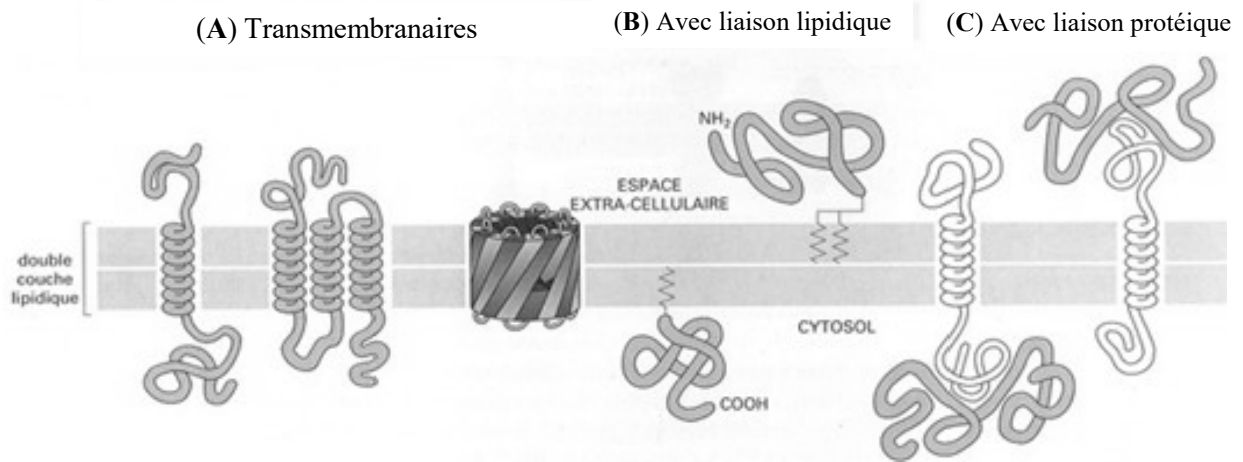 (A) Transmembranaires
(B) Avec liaison lipidique
(C) Avec liaison protéique
NH₂
ESPACE
EXTRA-CELLULAIRE
double
couche
lipidique
CYTOSOL
COOH